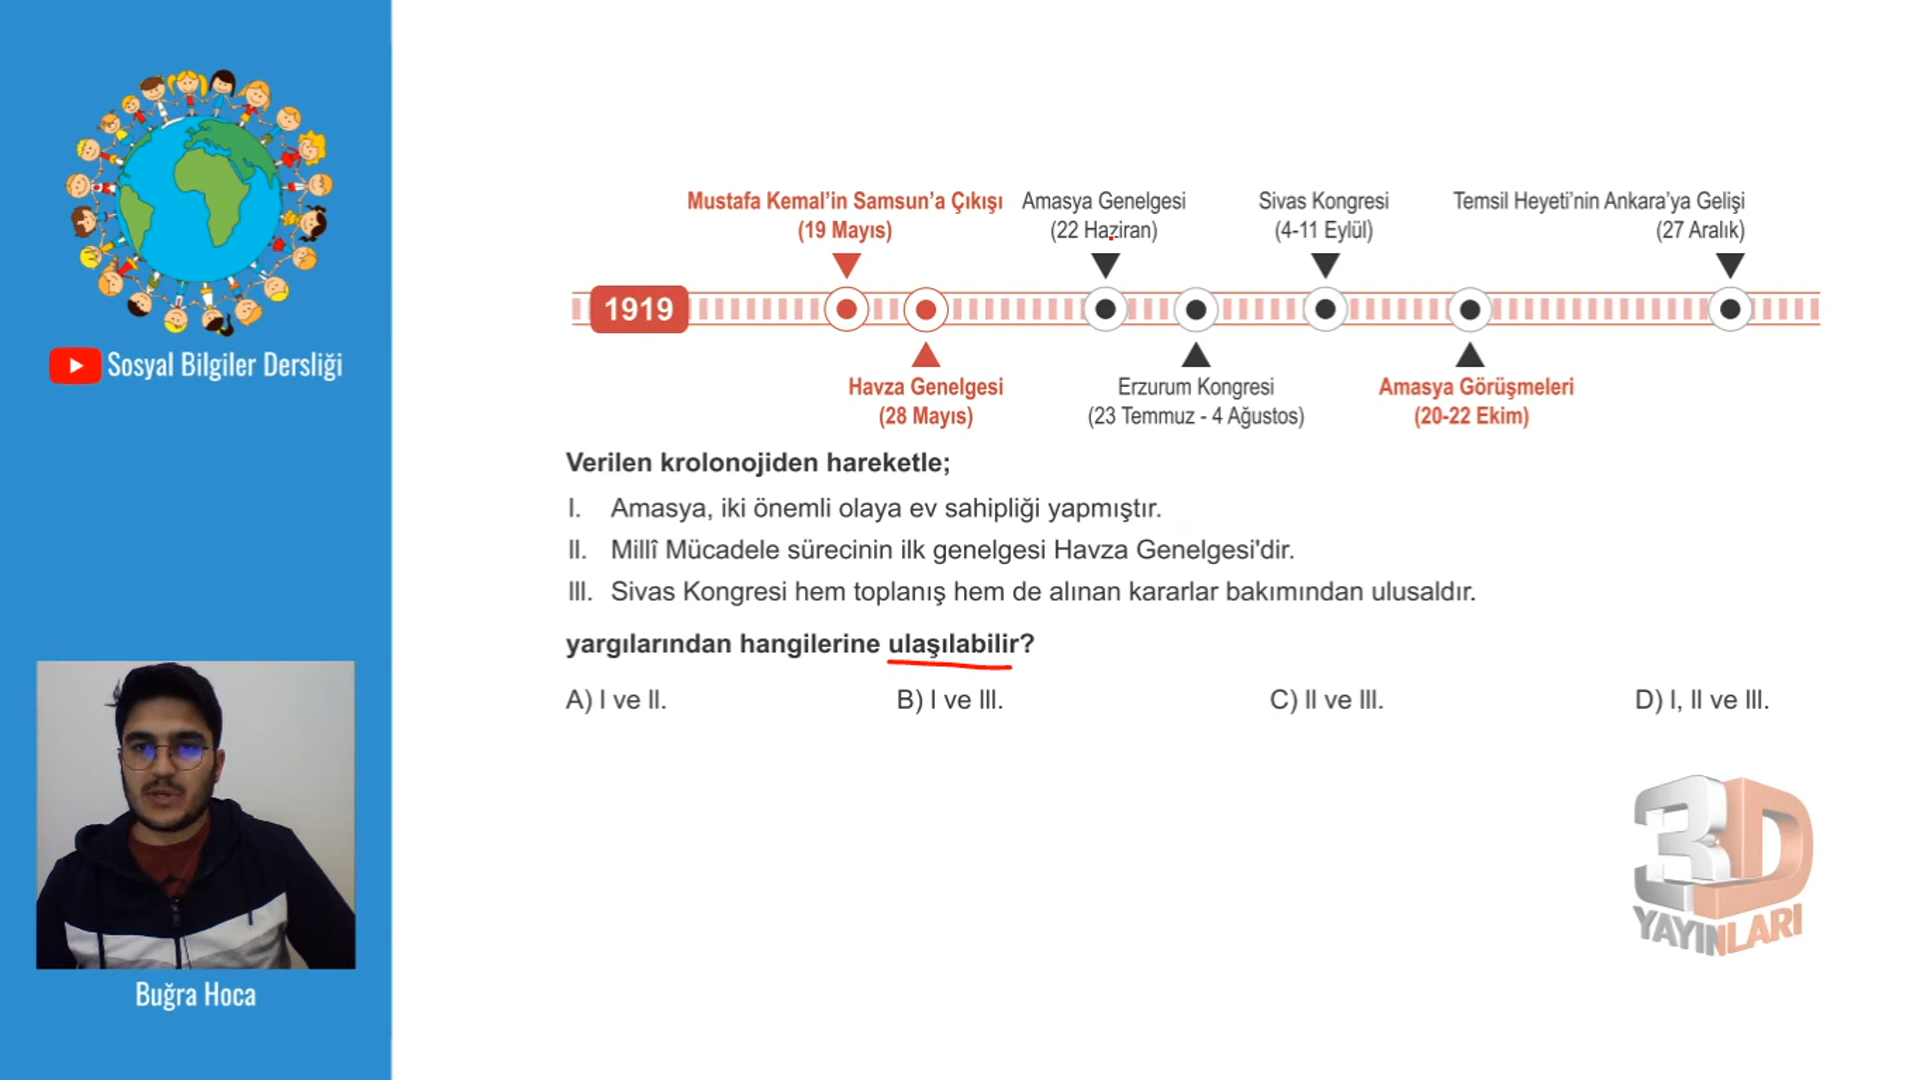 Sosyal Bilgiler Dersliği
Buğra Hoca
Mustafa Kemal'in Samsun'a Çıkışı
(19 Mayıs)
Amasya Genelgesi
(22 Haziran)
Sivas Kongresi
(4-11 Eylül)
Temsil Heyeti'nin Ankara'ya Gelişi
(27 Aralık)
1919
Havza Genelgesi
(28 Mayıs)
Erzurum Kongresi
(23 Temmuz - 4 Ağustos)
Amasya Görüşmeleri
(20-22 Ekim)
Verilen krolonojiden hareketle;
I. Amasya, iki önemli olaya ev sahipliği yapmıştır.
II. Millî Mücadele sürecinin ilk genelgesi Havza Genelgesi'dir.
III. Sivas Kongresi hem toplanış hem de alınan kararlar bakımından ulusaldır.
yargılarından hangilerine ulaşılabilir?
A) I ve II.
B) I ve III.
C) II ve III.
D) I, II ve III.
3D
YAYINLARI